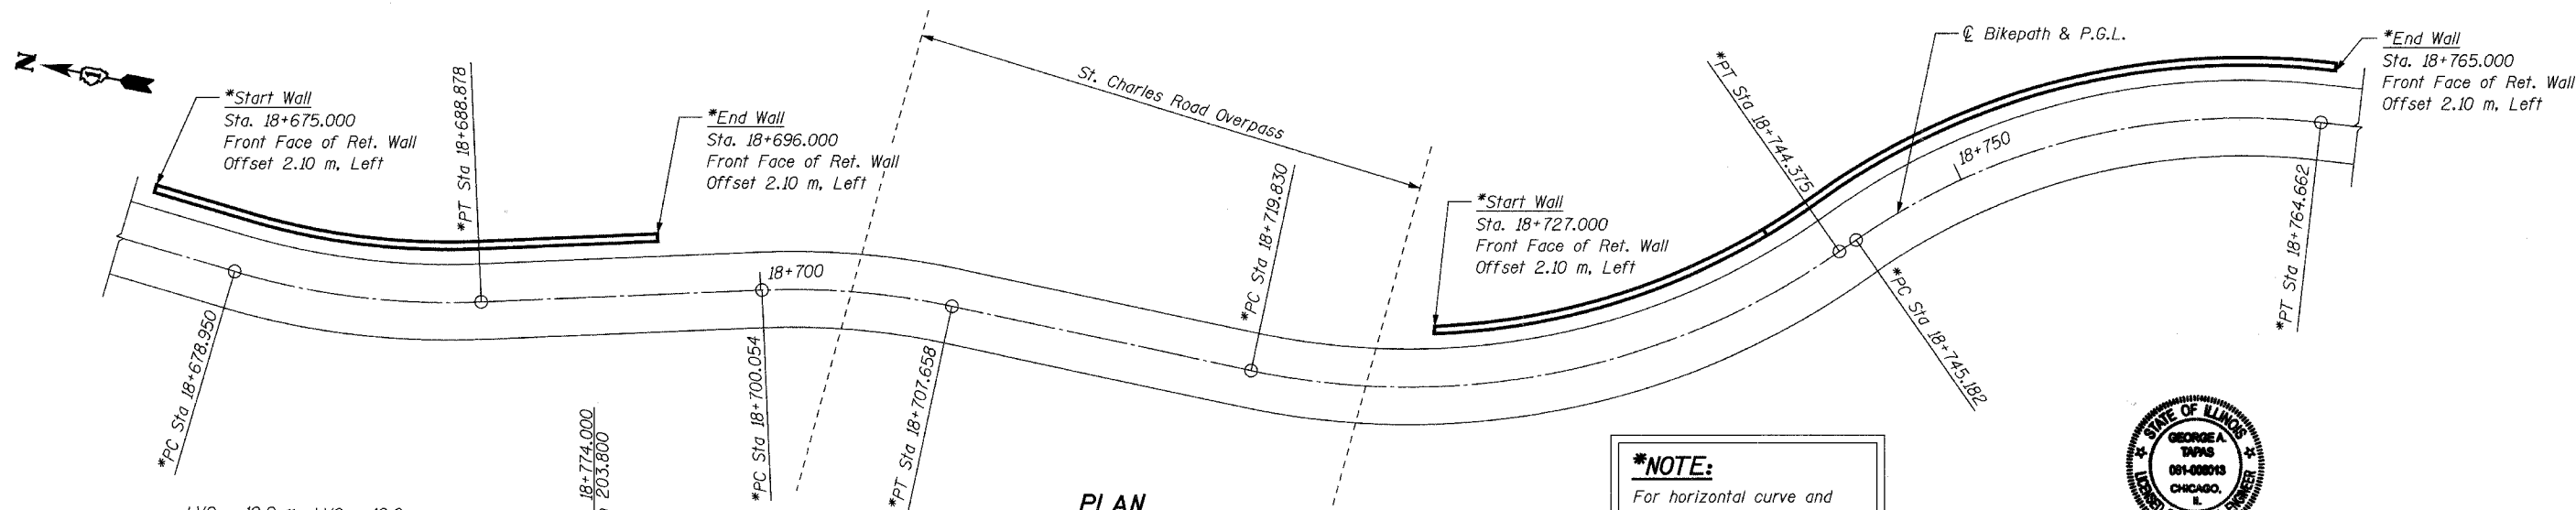 N
*Start Wall
Sta. 18+675.000
Front Face of Ret. Wall
Offset 2.10 m, Left
*PT Sta 18+688.878
*End Wall
Sta. 18+696.000
Front Face of Ret. Wall
Offset 2.10 m, Left
St. Charles Road Overpass
℄ Bikepath & P.G.L.
*End Wall
Sta. 18+765.000
Front Face of Ret. Wall
Offset 2.10 m, Left
*PT Sta 18+744.375
18+750
*PC Sta 18+719.830
*Start Wall
Sta. 18+727.000
Front Face of Ret. Wall
Offset 2.10 m, Left
18+700
*PC Sta 18+678.950
*PC Sta 18+700.054
*PT Sta 18+707.658
*PC Sta 18+745.182
*PT Sta 18+764.662
18+774.000
203.800
PLAN
*NOTE:
For horizontal curve and
STATE OF ILLINOIS
GEORGE A.
TAPAS
081-006013
CHICAGO,
IL
LICENSED